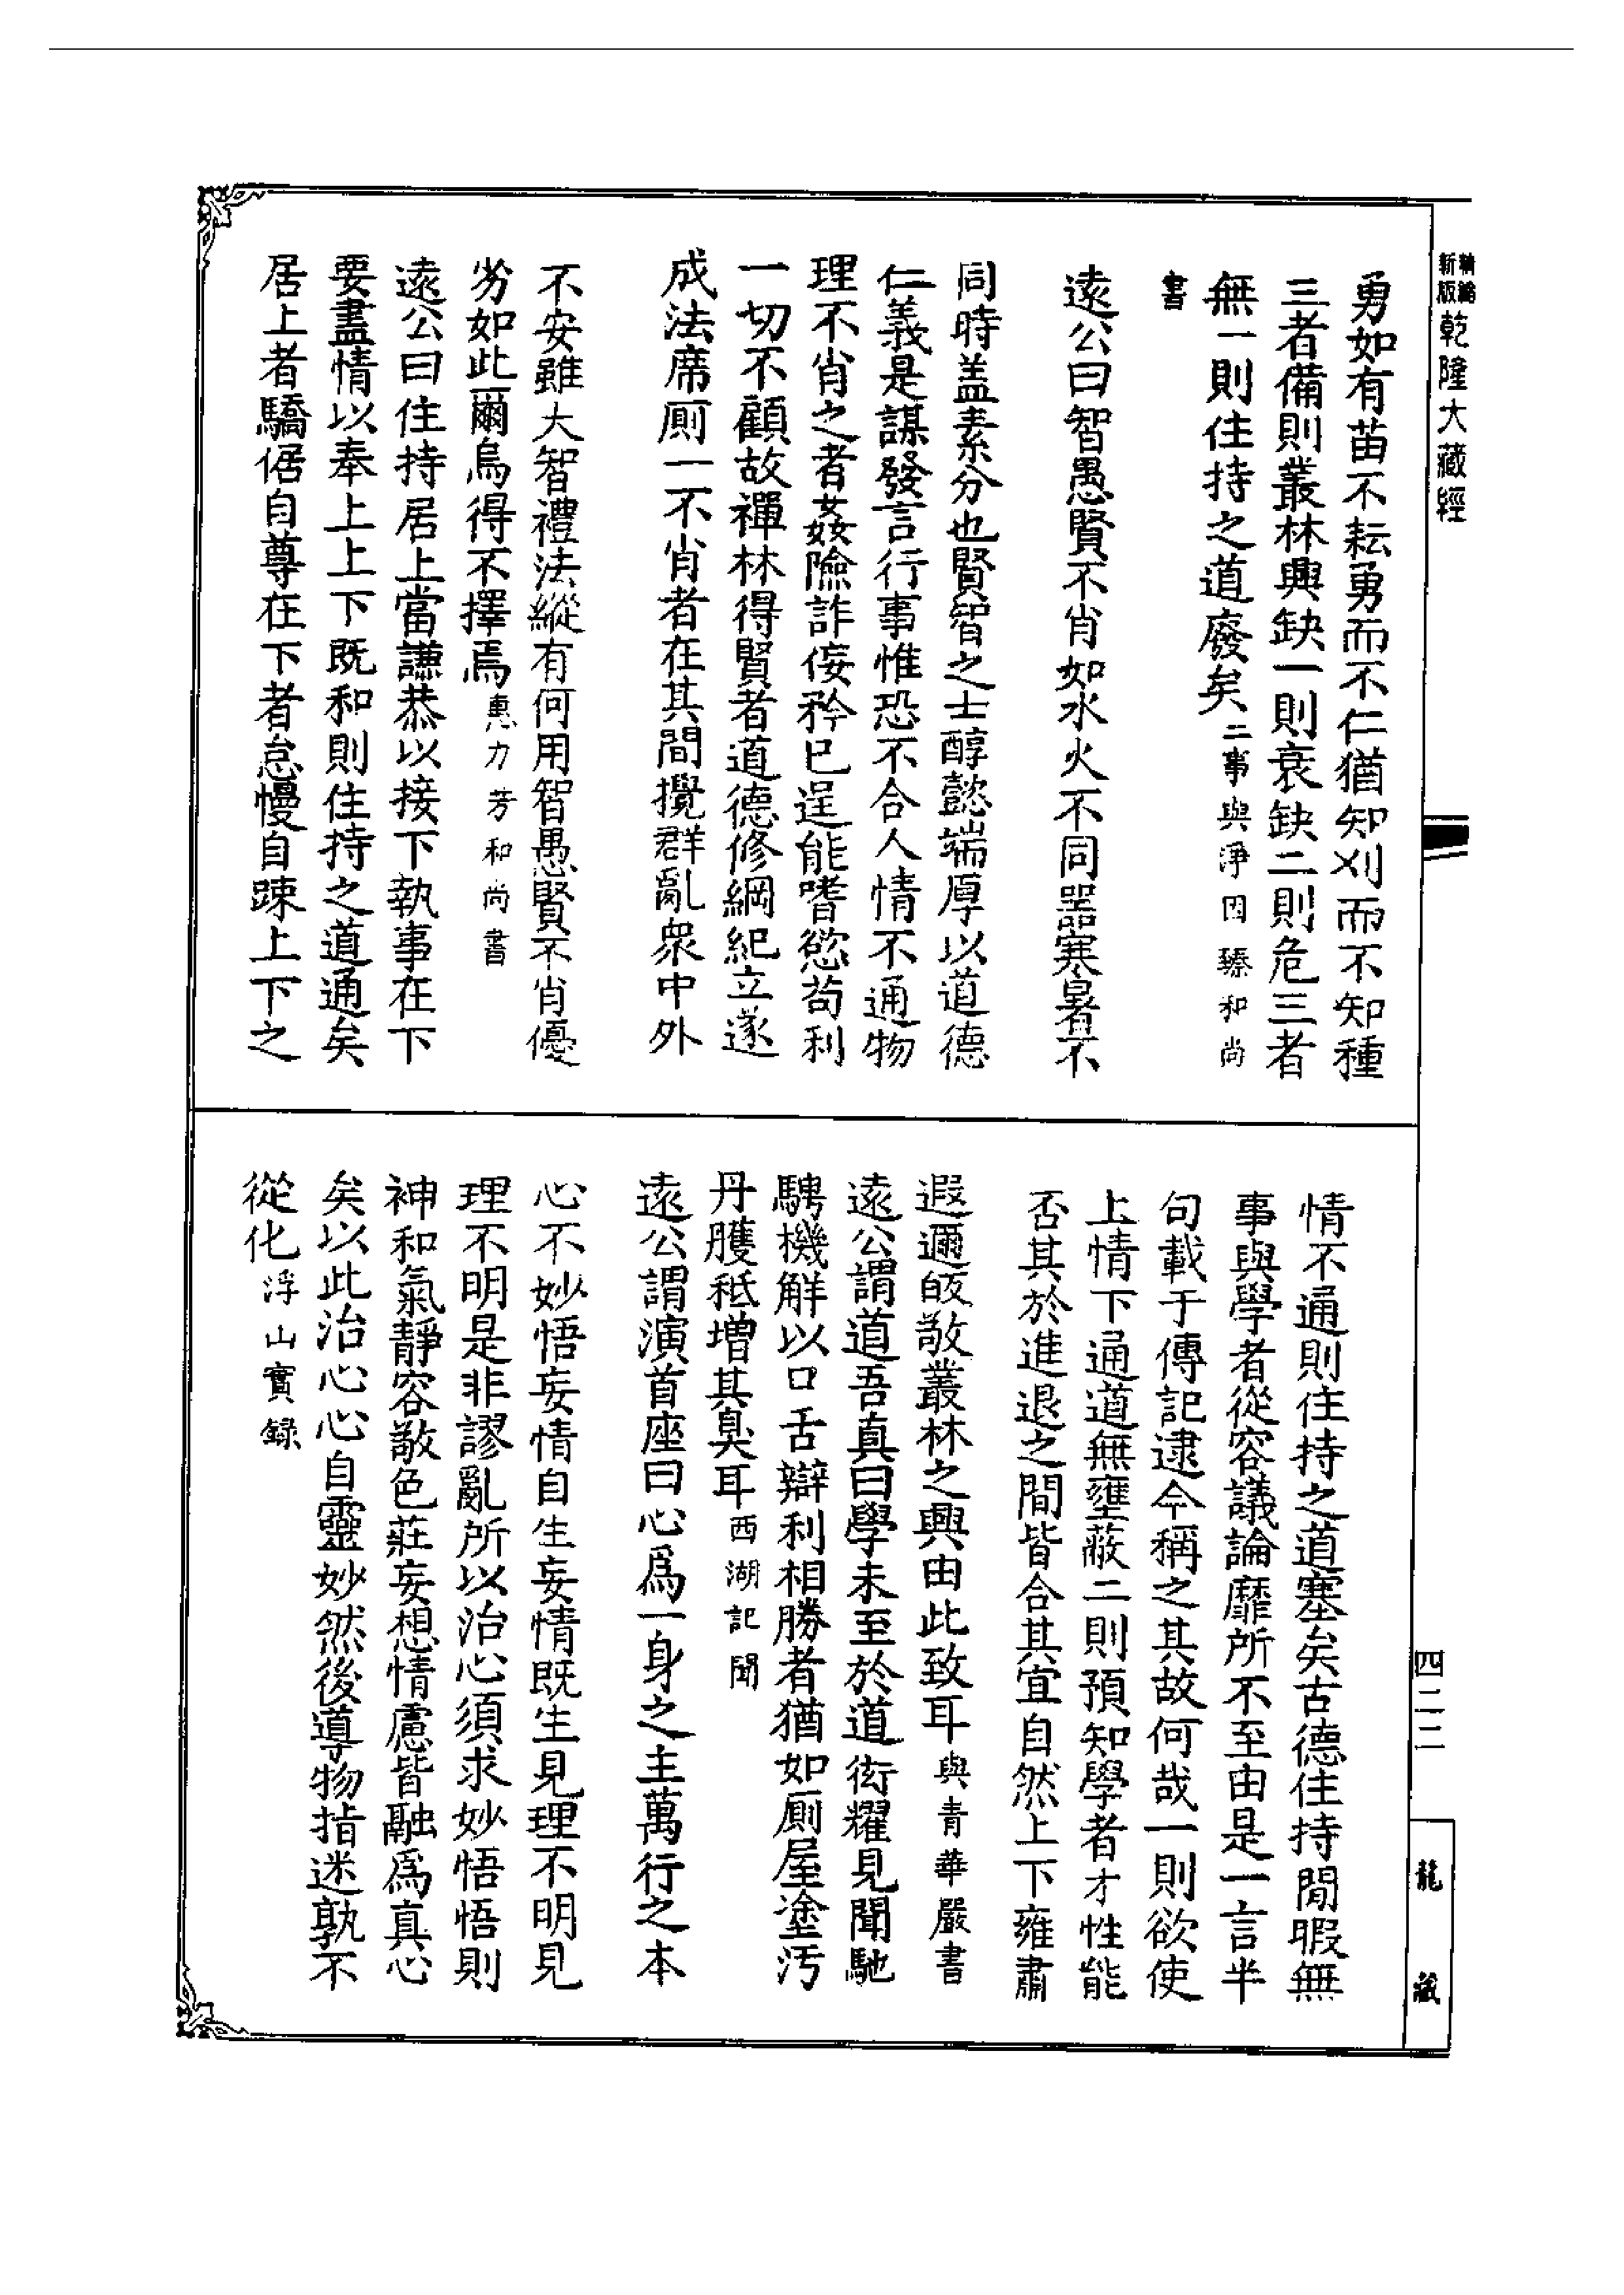 精編
新版
乾隆大藏經
勇如有苗不耘勇而不仁猶知刈而不知種
三者備則叢林興缺一則衰缺二則危三者
無一則住持之道廢矣二事與淨因臻和尚
書
遠公曰智愚賢不肖如水火不同器寒暑不
同時盖素分也賢智之士醇懿端厚以道德
仁義是謀發言行事惟恐不合人情不通物
理不肖之者姦險詐佞矜巳逞能嗜慾茍利
一切不顧故禪林得賢者道德修綱紀立遂
成法席厠一不肖者在其間攪群亂衆中外
不安雖大智禮法縱有何用智愚賢不肖優
劣如此爾烏得不擇焉惠力芳和尚書
遠公曰住持居上當謙恭以接下執事在下
要盡情以奉上上下既和則住持之道通矣
居上者驕倨自尊在下者怠慢自踈上下之
情不通則住持之道塞矣古德住持閒暇無
事與學者從容議論靡所不至由是一言半
句載于傳記逮今稱之其故何哉一則欲使
上情下通道無壅蔽二則預知學者才性能
否其於進退之間皆合其宜自然上下雍肅
遐邇皈敬叢林之興由此致耳與青華嚴書
遠公謂道吾真曰學未至於道衒耀見聞馳
騁機解以口舌辯利相勝者猶如厠屋塗汚
丹雘秪增其臭耳西湖記聞
遠公謂演首座曰心爲一身之主萬行之本
心不妙悟妄情自生妄情既生見理不明見
理不明是非謬亂所以治心須求妙悟悟則
神和氣靜容敬色莊妄想情慮皆融爲真心
矣以此治心心自靈妙然後導物指迷孰不
從化浮山實録
四二二
龍藏